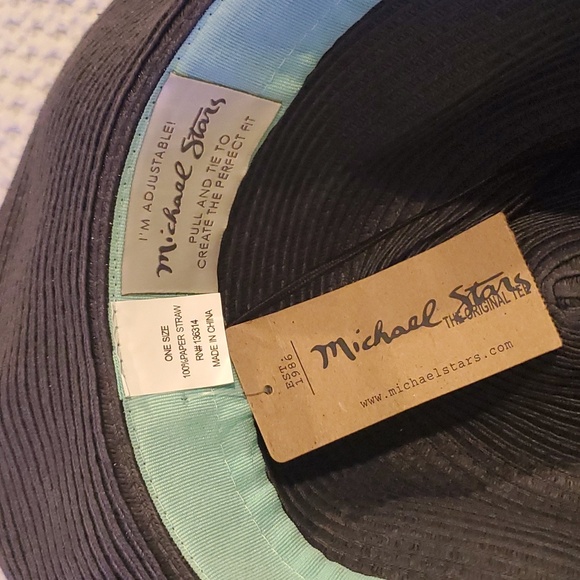 I'M ADJUSTABLE!
Michael Stars
PULL AND TIE TO
CREATE THE PERFECT FIT
ONE SIZE
100%PAPER STRAW
RN# 136314
MADE IN CHINA
EST.
1986
Michael Stars
THE ORIGINAL TEE
www.michaelstars.com